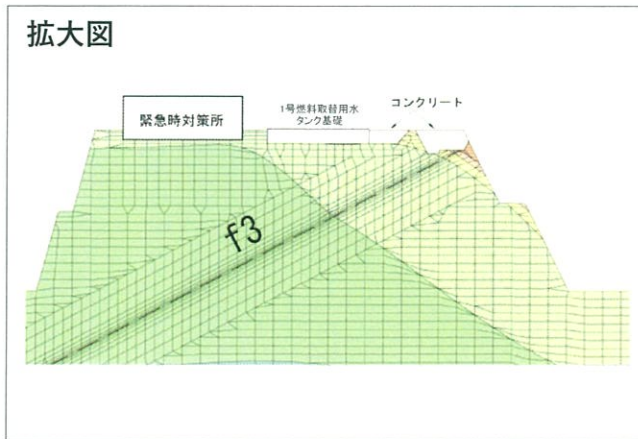 拡大図
緊急時対策所
1号燃料取替用水
タンク基礎
コンクリート
f3